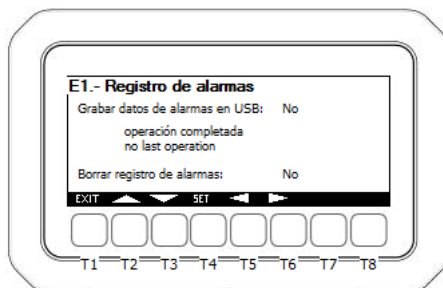 E1.- Registro de alarmas
Grabar datos de alarmas en USB: No
operación completada
no last operation
Borrar registro de alarmas: No
EXIT SET
T1 T2 T3 T4 T5 T6 T7 T8